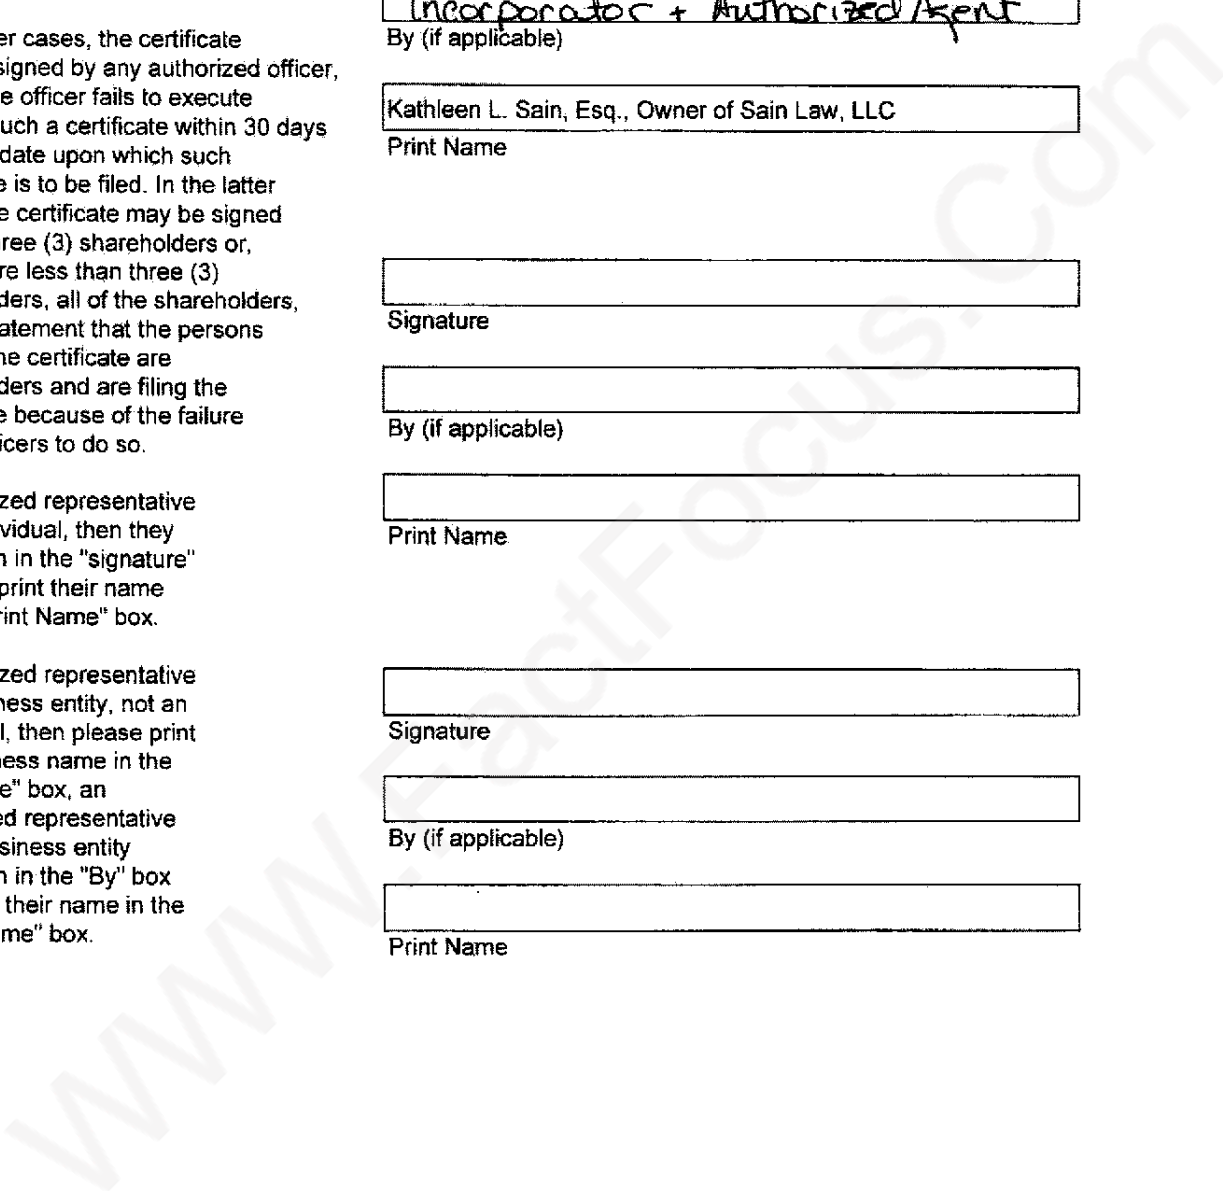 Incorporator + Authorized Agent
By (if applicable)
Kathleen L. Sain, Esq., Owner of Sain Law, LLC
Print Name
er cases, the certificate
signed by any authorized officer,
e officer fails to execute
uch a certificate within 30 days
date upon which such
e is to be filed. In the latter
e certificate may be signed
ree (3) shareholders or,
re less than three (3)
ders, all of the shareholders,
atement that the persons
he certificate are
ders and are filing the
e because of the failure
icers to do so.
Signature
By (if applicable)
Print Name
zed representative
vidual, then they
n in the "signature"
print their name
rint Name" box.
zed representative
ness entity, not an
l, then please print
ness name in the
e" box, an
ed representative
siness entity
n in the "By" box
their name in the
me" box.
Signature
By (if applicable)
Print Name
www.FactFocus.Com